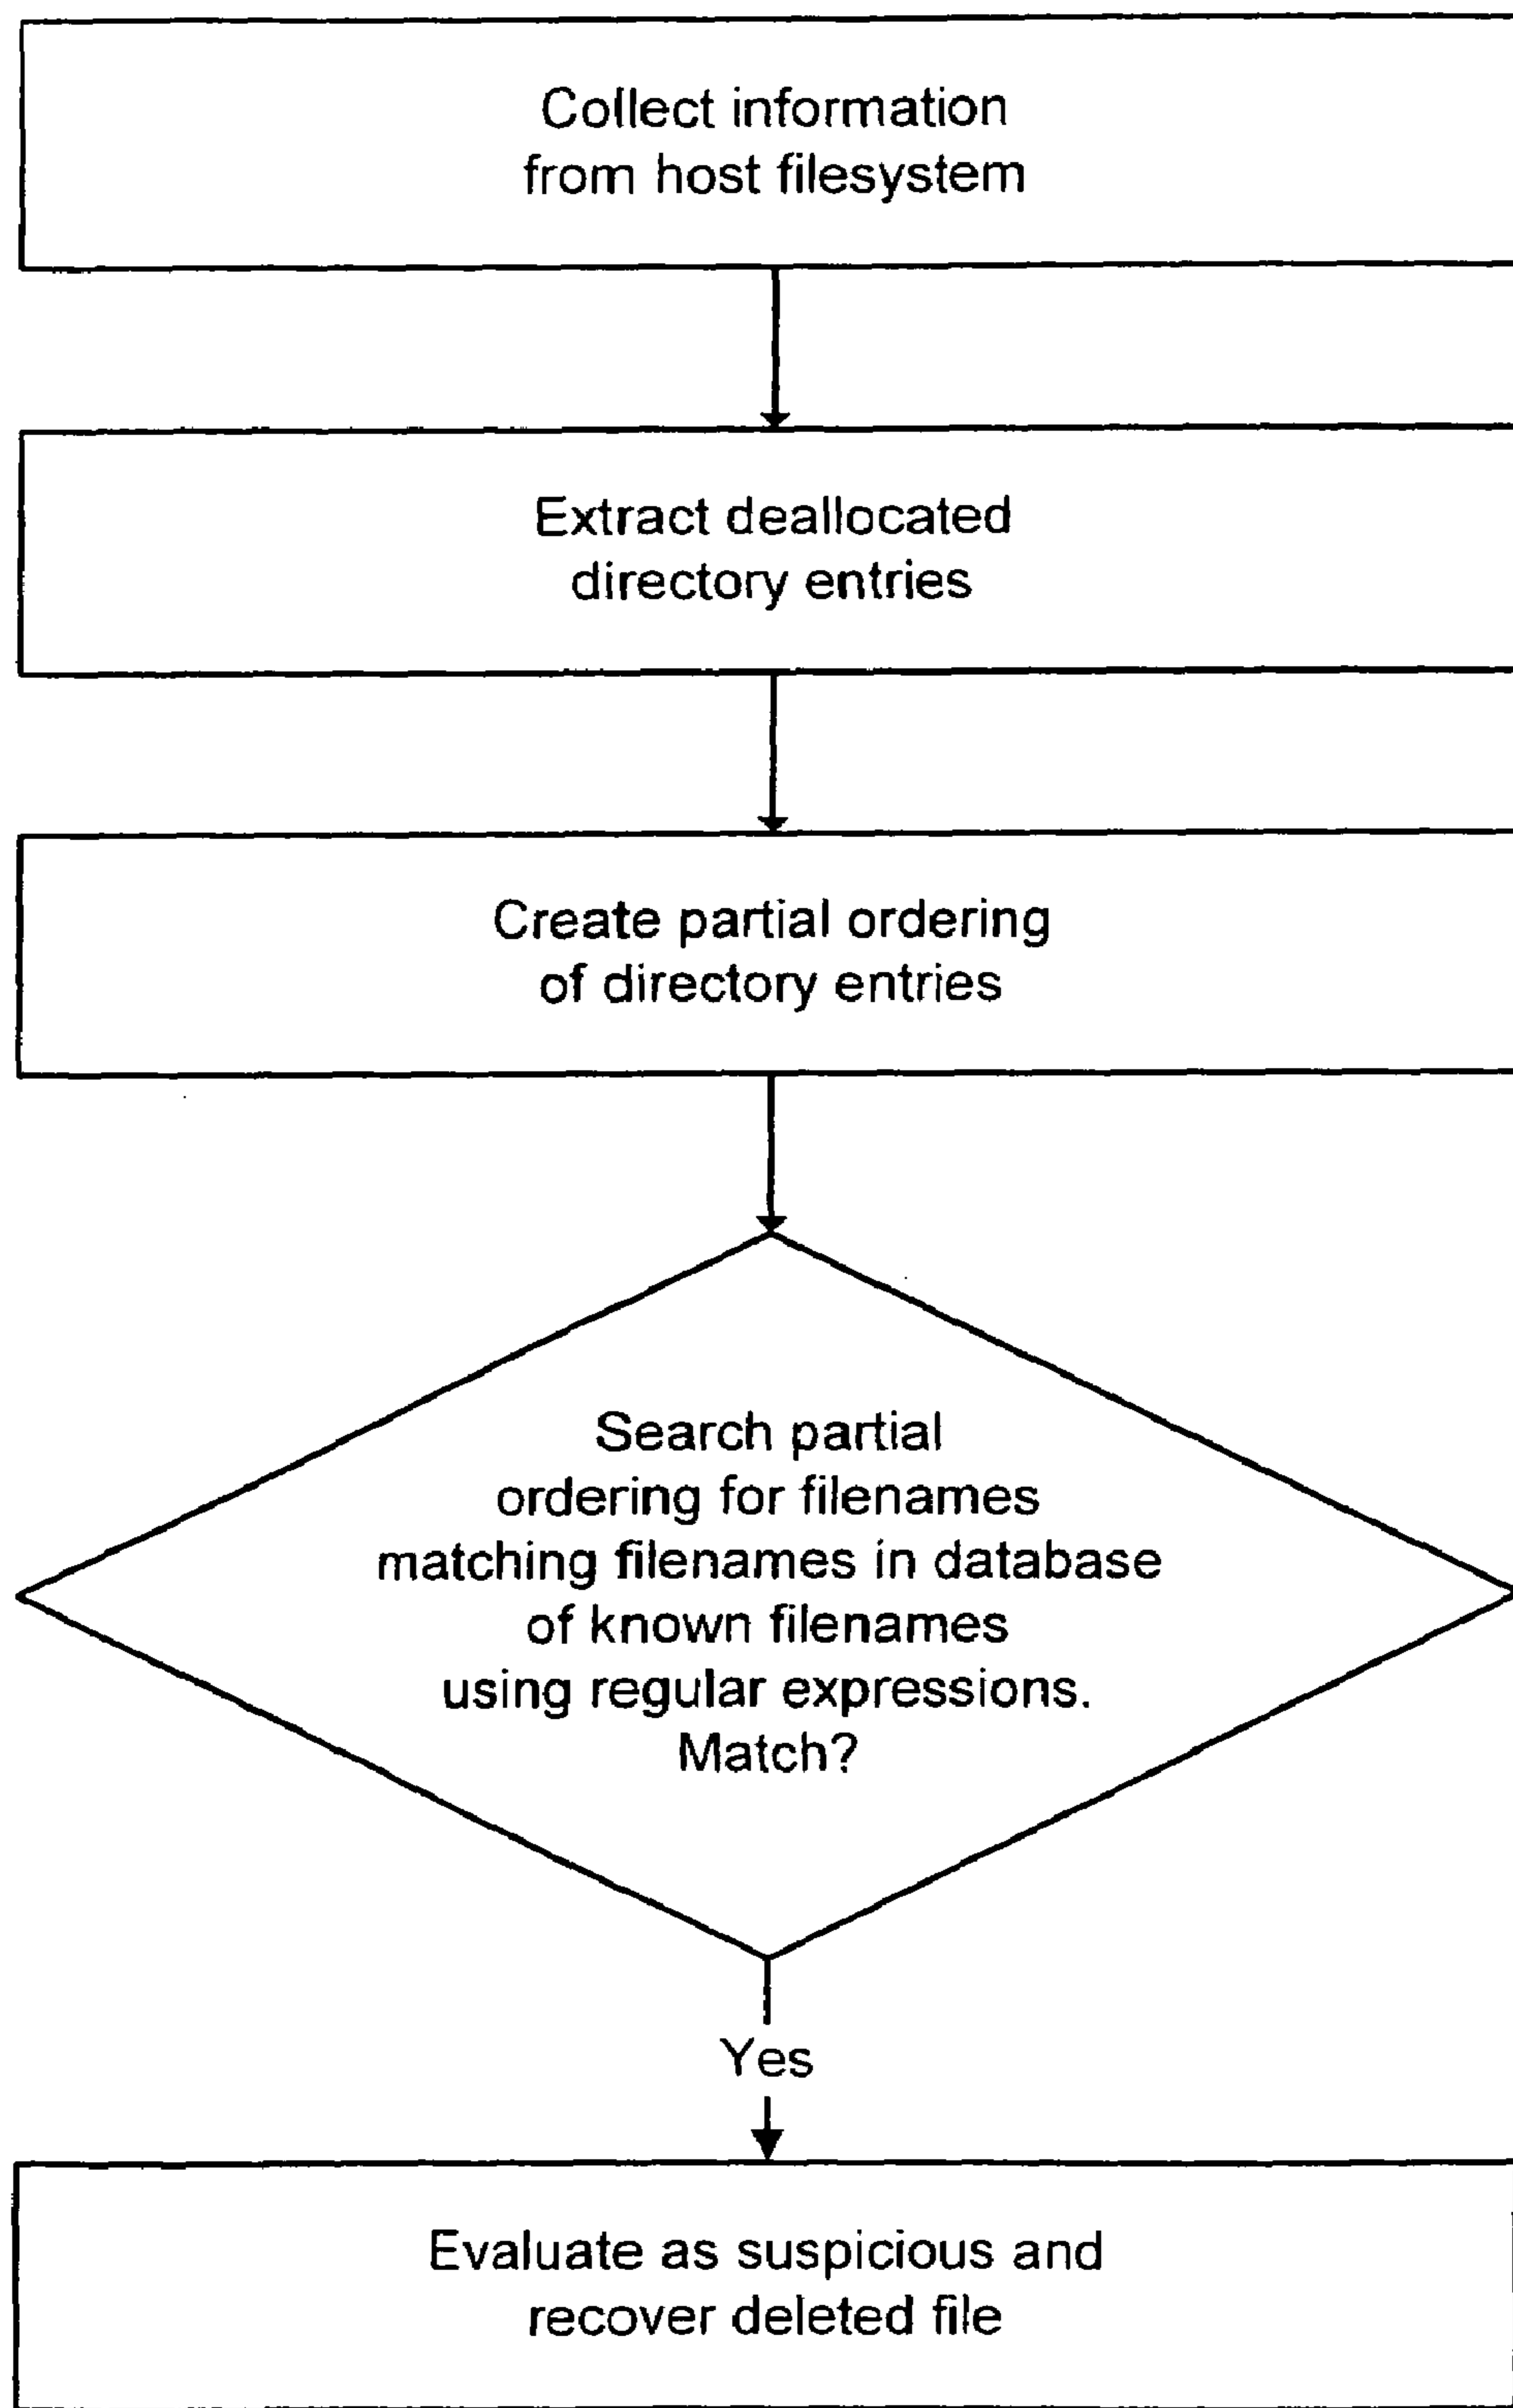 Collect information
from host filesystem
Extract deallocated
directory entries
Create partial ordering
of directory entries
Search partial
ordering for filenames
matching filenames in database
of known filenames
using regular expressions.
Match?
Yes
Evaluate as suspicious and
recover deleted file